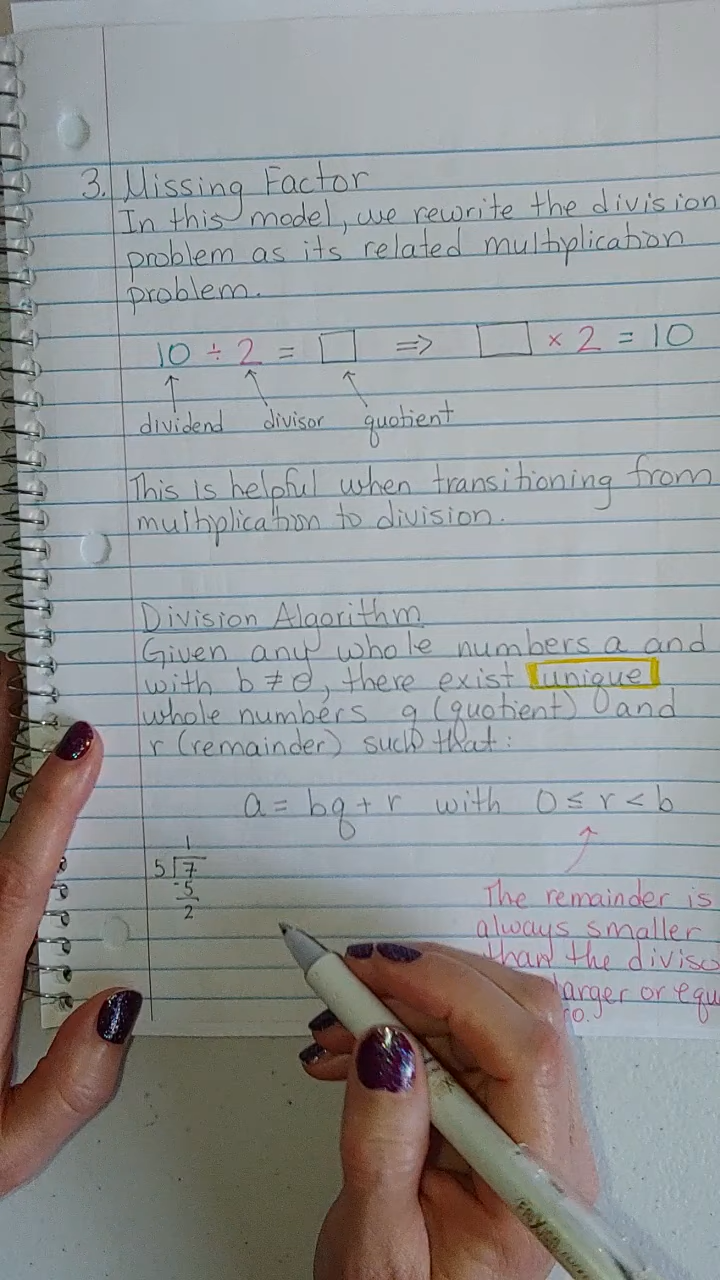 3. Missing Factor
In this model, we rewrite the division
problem as its related multiplication
problem.
10 ÷ 2 = □ ⇒ □ × 2 = 10
dividend divisor quotient
This is helpful when transitioning from
multiplication to division.
Division Algorithm
Given any whole numbers a and
with b ≠ 0, there exist unique
whole numbers q (quotient) and
r (remainder) such that:
a = bq + r with 0 ≤ r < b
1
5 7
-5
2
The remainder is
always smaller
than the diviso
larger or equ